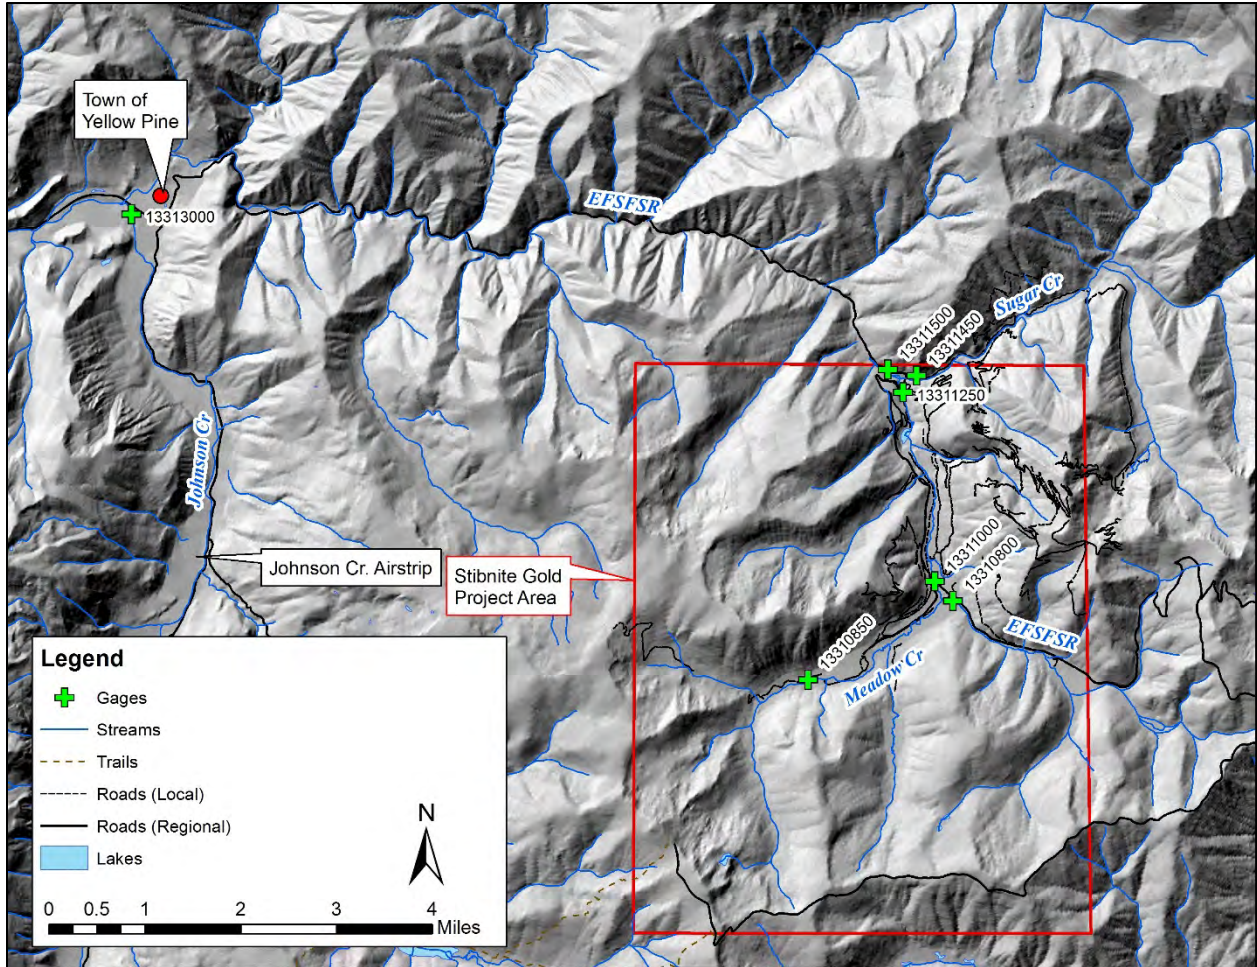 Town of
Yellow Pine
13313000
EFSFSR
Sugar Cr
13311500
13311450
13311250
Johnson Cr
Johnson Cr. Airstrip
Stibnite Gold
Project Area
13311000
13310800
EFSFSR
13310850
Meadow Cr
Legend
Gages
Streams
Trails
Roads (Local)
Roads (Regional)
Lakes
N
0 0.5 1 2 3 4
Miles